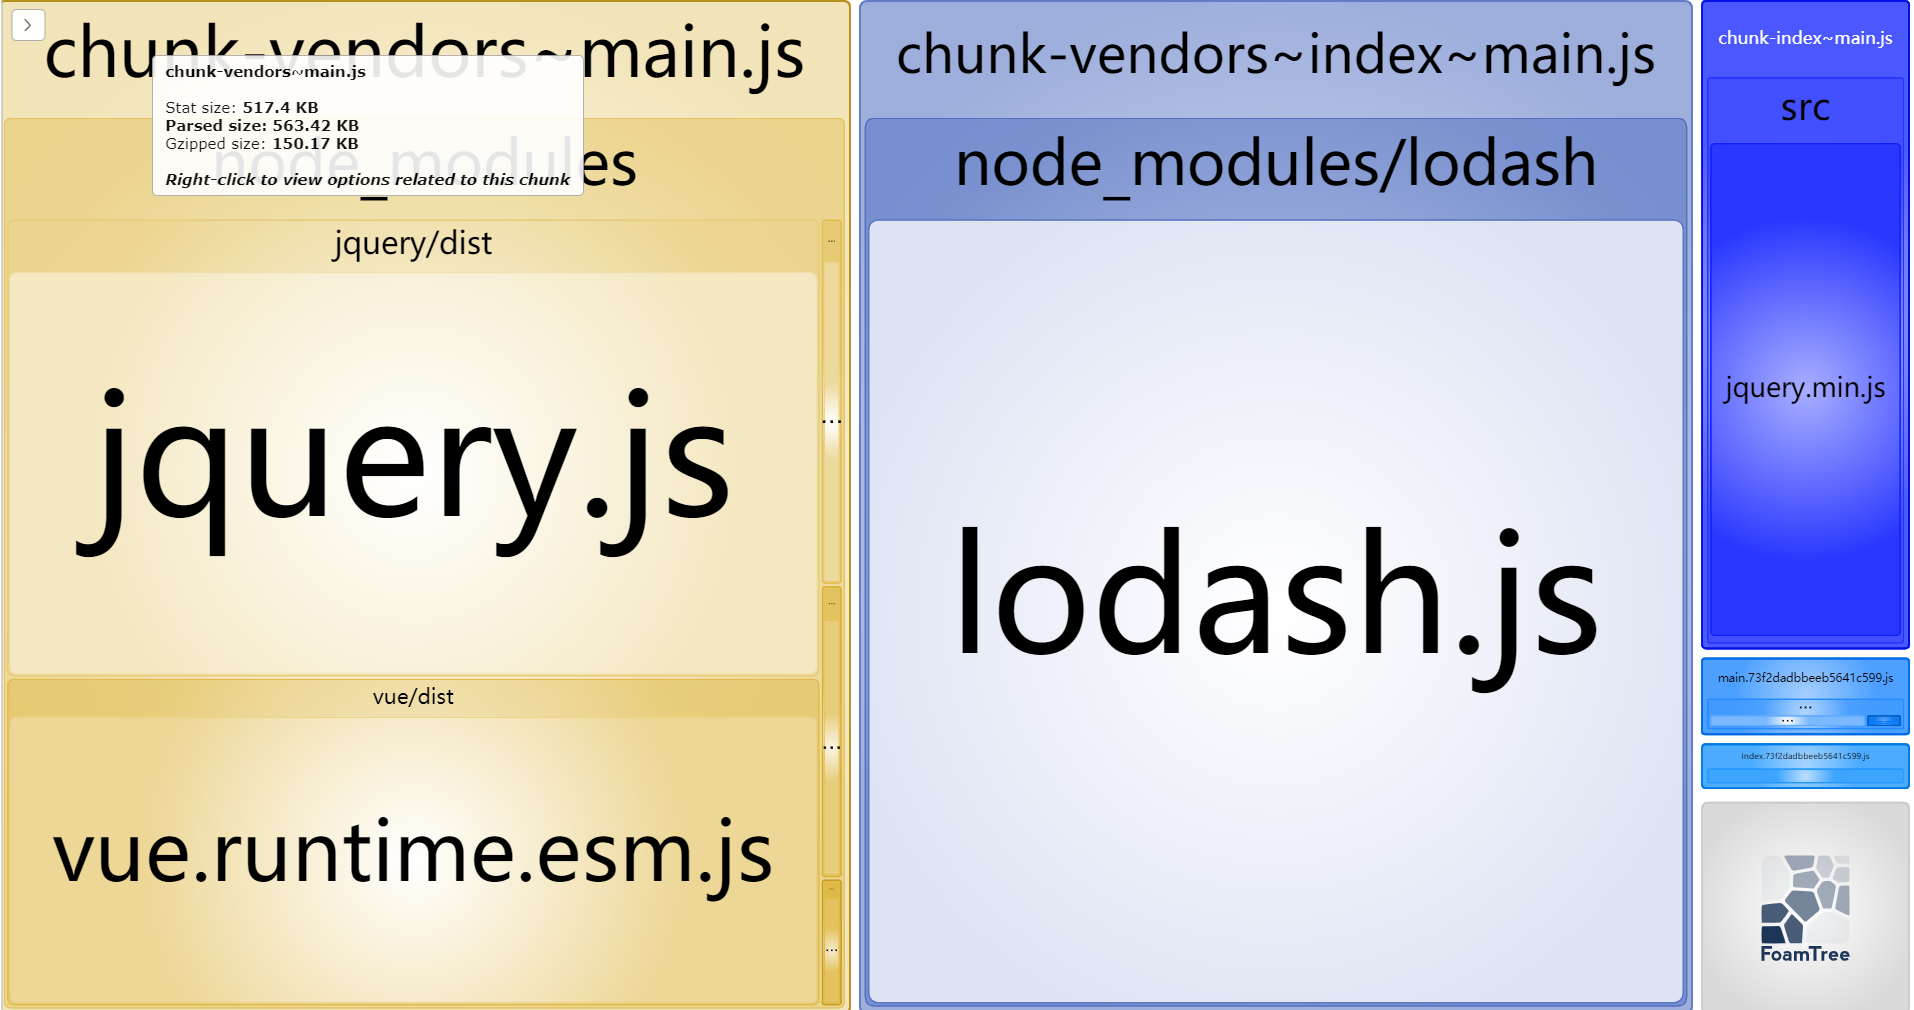 chunk-vendors~main.js
chunk-vendors~main.js
Stat size: 517.4 KB
Parsed size: 563.42 KB
Gzipped size: 150.17 KB
Right-click to view options related to this chunk
node_modules
jquery/dist
...
jquery.js
...
vue/dist
...
vue.runtime.esm.js
...
...
chunk-vendors~index~main.js
node_modules/lodash
lodash.js
chunk-index~main.js
src
jquery.min.js
main.73f2dadbbeeb5641c599.js
...
...
index.73f2dadbbeeb5641c599.js
FoamTree